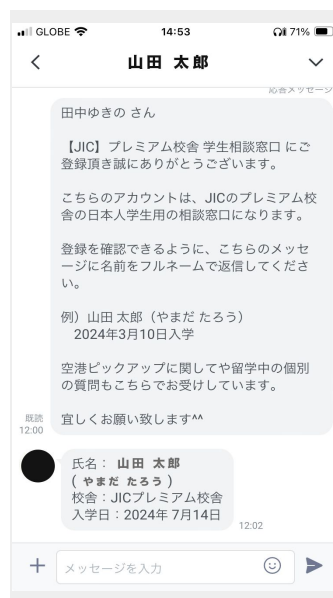 GLOBE 14:53 71%
山田 太郎
応答メッセージ
田中ゆきの さん
【JIC】プレミアム校舎 学生相談窓口 にご
登録頂き誠にありがとうございます。
こちらのアカウントは、JICのプレミアム校
舎の日本人学生用の相談窓口になります。
登録を確認できるように、こちらのメッセ
ージに名前をフルネームで返信してくださ
い。
例）山田 太郎（やまだ たろう）
2024年3月10日入学
空港ピックアップに関してや留学中の個別
の質問もこちらでお受けしています。
宜しくお願い致します^^
既読
12:00
氏名： 山田 太郎
( やまだ たろう )
校舎：JICプレミアム校舎
入学日：2024年 7月14日
12:02
メッセージを入力